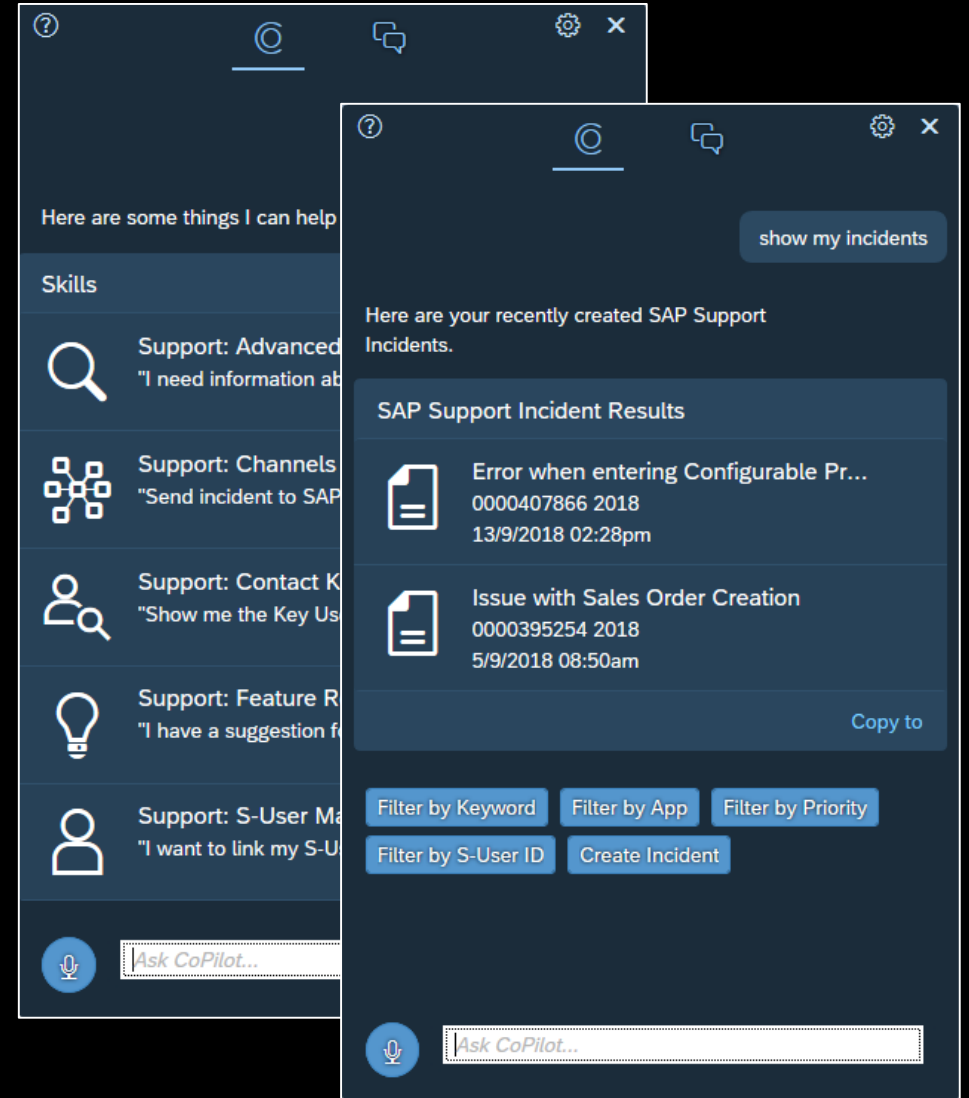 Here are some things I can help
Skills
Support: Advanced
"I need information ab
Support: Channels
"Send incident to SAP
Support: Contact K
"Show me the Key Us
Support: Feature R
"I have a suggestion f
Support: S-User Ma
"I want to link my S-U
Ask CoPilot...
show my incidents
Here are your recently created SAP Support
Incidents.
SAP Support Incident Results
Error when entering Configurable Pr...
0000407866 2018
13/9/2018 02:28pm
Issue with Sales Order Creation
0000395254 2018
5/9/2018 08:50am
Copy to
Filter by Keyword Filter by App Filter by Priority
Filter by S-User ID Create Incident
Ask CoPilot...